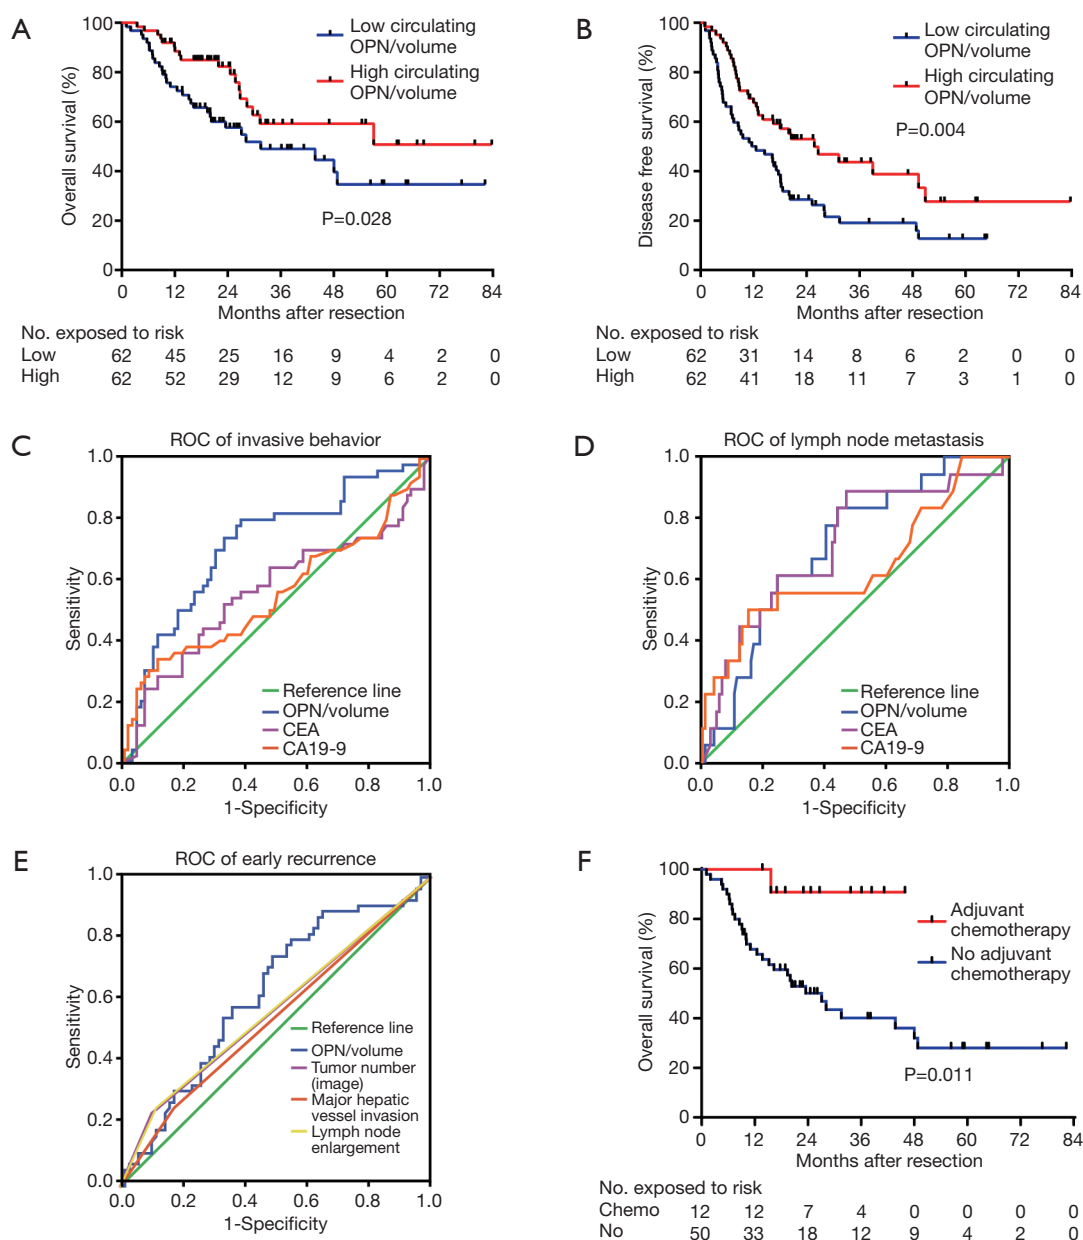 A
100
80
60
40
20
0
Overall survival (%)
Low circulating
OPN/volume
High circulating
OPN/volume
P=0.028
0 12 24 36 48 60 72 84
Months after resection
No. exposed to risk
Low 62 45 25 16 9 4 2 0
High 62 52 29 12 9 6 2 0
B
100
80
60
40
20
0
Disease free survival (%)
Low circulating
OPN/volume
High circulating
OPN/volume
P=0.004
0 12 24 36 48 60 72 84
Months after resection
No. exposed to risk
Low 62 31 14 8 6 2 0 0
High 62 41 18 11 7 3 1 0
C
ROC of invasive behavior
1.0
0.8
0.6
0.4
0.2
0.0
Sensitivity
Reference line
OPN/volume
CEA
CA19-9
0.0 0.2 0.4 0.6 0.8 1.0
1-Specificity
D
ROC of lymph node metastasis
1.0
0.8
0.6
0.4
0.2
0.0
Sensitivity
Reference line
OPN/volume
CEA
CA19-9
0.0 0.2 0.4 0.6 0.8 1.0
1-Specificity
E
ROC of early recurrence
1.0
0.8
0.6
0.4
0.2
0.0
Sensitivity
Reference line
OPN/volume
Tumor number
(image)
Major hepatic
vessel invasion
Lymph node
enlargement
0.0 0.2 0.4 0.6 0.8 1.0
1-Specificity
F
100
80
60
40
20
0
Overall survival (%)
Adjuvant
chemotherapy
No adjuvant
chemotherapy
P=0.011
0 12 24 36 48 60 72 84
Months after resection
No. exposed to risk
Chemo 12 12 7 4 0 0 0 0
No 50 33 18 12 9 4 2 0